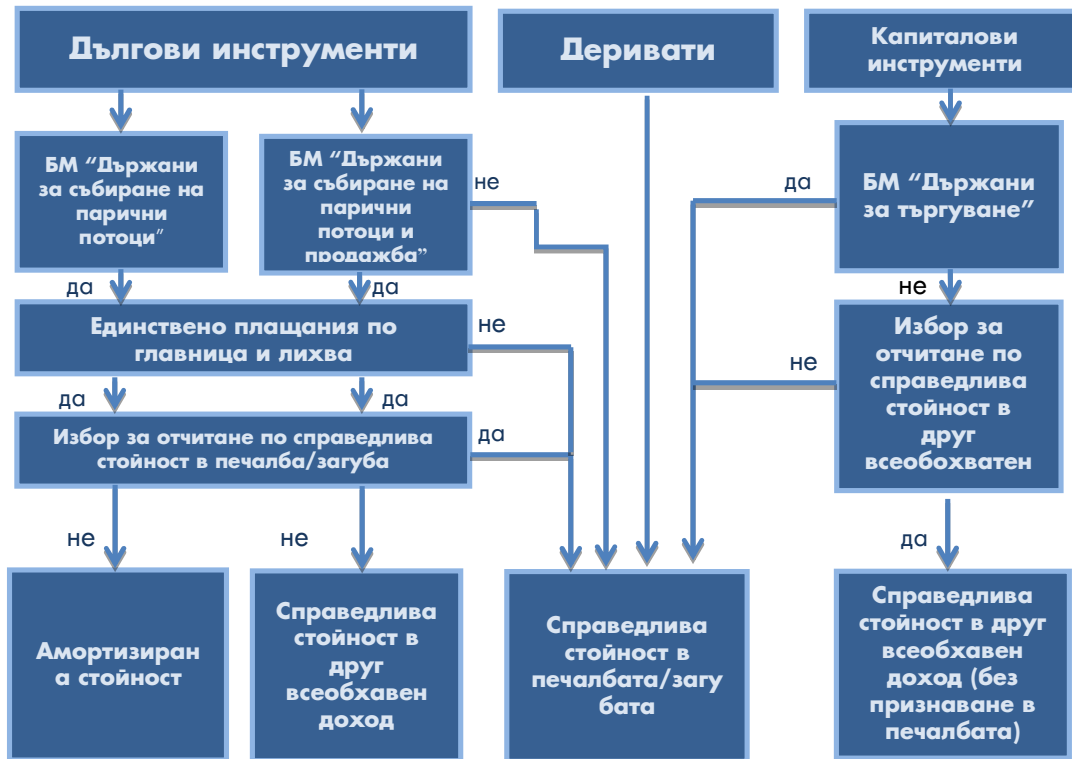 Дългови инструменти
Деривати
Капиталови
инструменти
БМ “Държани
за събиране на
парични
потоци”
БМ “Държани
за събиране на
парични
потоци и
продажба”
не
да
БМ “Държани
за търгуване”
да
да
не
Единствено плащания по
главница и лихва
не
не
Избор за
отчитане по
справедлива
стойност в
друг
всеобохватен
да
да
Избор за отчитане по справедлива
стойност в печалба/загуба
да
не
не
да
Амортизиран
а стойност
Справедлива
стойност в
друг
всеобхавен
доход
Справедлива
стойност в
печалбата/загу
бата
Справедлива
стойност в друг
всеобхавен
доход (без
признаване в
печалбата)